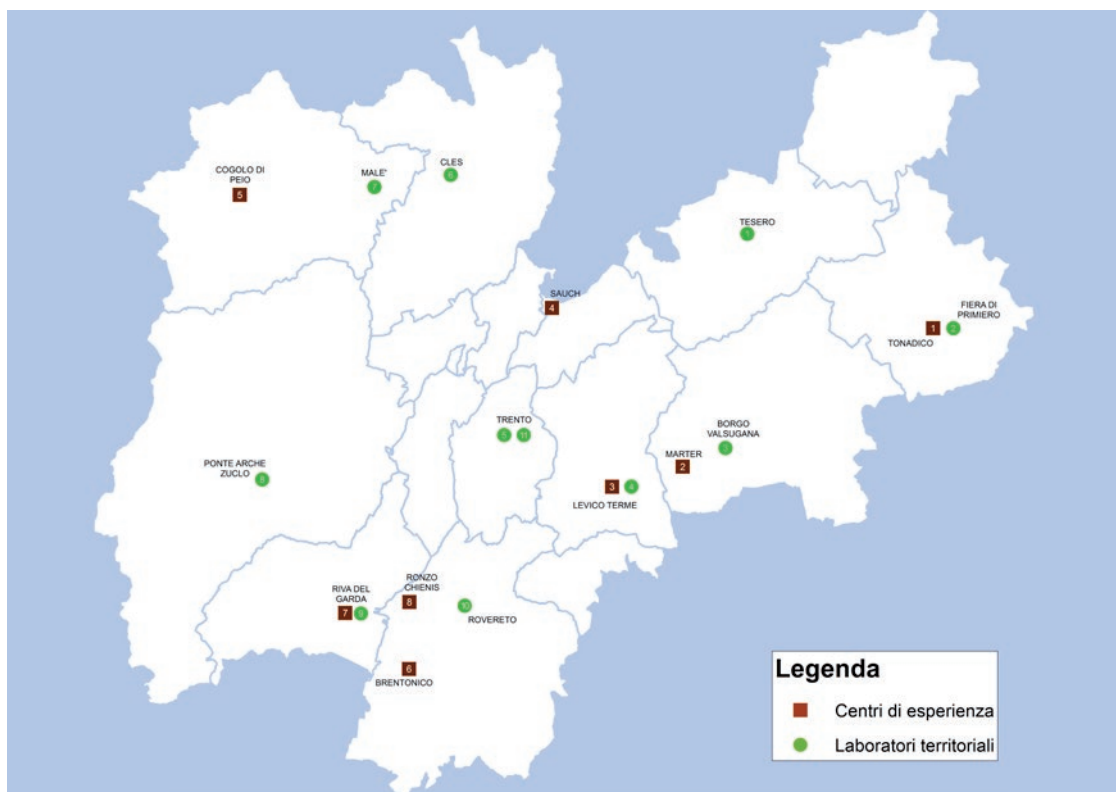 COGOLO DI
PEIO
5
MALE'
7
CLES
6
TESERO
1
SAUCH
4
FIERA DI
PRIMIERO
1
2
TONADICO
TRENTO
5
11
BORGO
VALSUGANA
3
MARTER
2
PONTE ARCHE
ZUCLO
8
3
4
LEVICO TERME
RIVA DEL
GARDA
7
9
RONZO
CHIENIS
8
10
ROVERETO
6
BRENTONICO
Legenda
Centri di esperienza
Laboratori territoriali